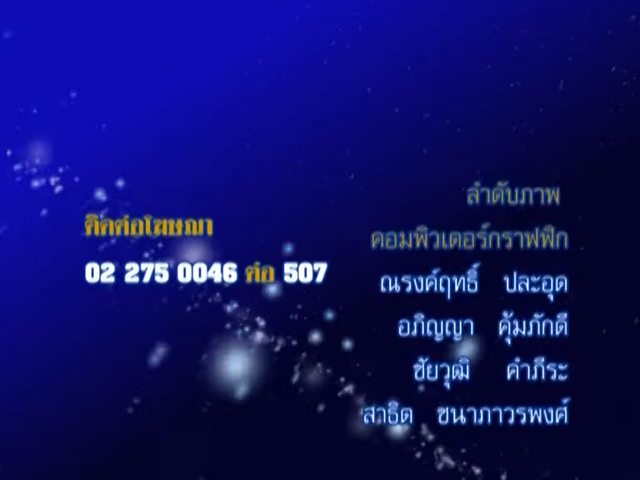 ติดต่อโฆษณา
02 275 0046 ต่อ 507
ลำดับภาพ
คอมพิวเตอร์กราฟฟิก
ณรงค์ฤทธิ์ ปละอุด
อภิญญา คุ้มภักดี
ชัยวุฒิ คำภีระ
สาธิต ชนาภาวรพงศ์